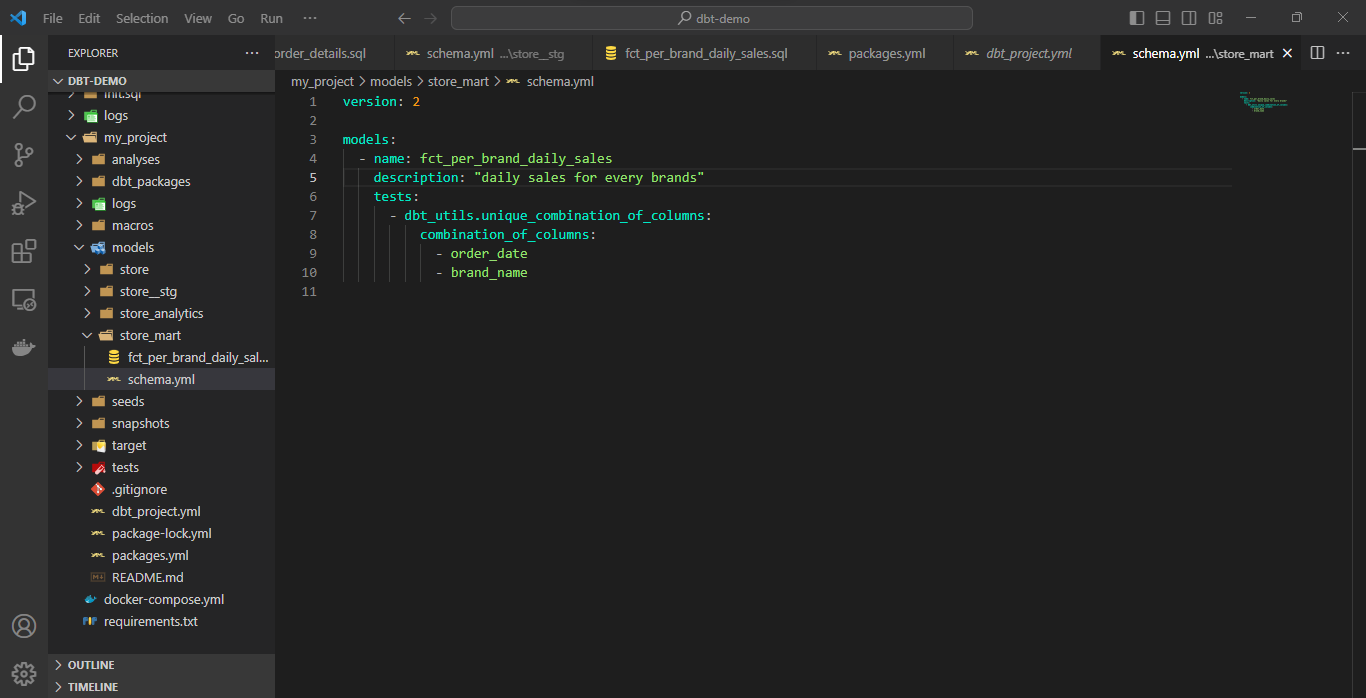 File Edit Selection View Go Run ··· dbt-demo
EXPLORER ···
order_details.sql schema.yml ...\store__stg fct_per_brand_daily_sales.sql packages.yml dbt_project.yml schema.yml ...\store_mart ···
DBT-DEMO
init.sql
logs
my_project
analyses
dbt_packages
logs
macros
models
store
store__stg
store_analytics
store_mart
fct_per_brand_daily_sal...
schema.yml
seeds
snapshots
target
tests
.gitignore
dbt_project.yml
package-lock.yml
packages.yml
README.md
docker-compose.yml
requirements.txt
OUTLINE
TIMELINE
my_project > models > store_mart > schema.yml
1 version: 2
2
3 models:
4   - name: fct_per_brand_daily_sales
5     description: "daily sales for every brands"
6     tests:
7       - dbt_utils.unique_combination_of_columns:
8           combination_of_columns:
9             - order_date
10             - brand_name
11